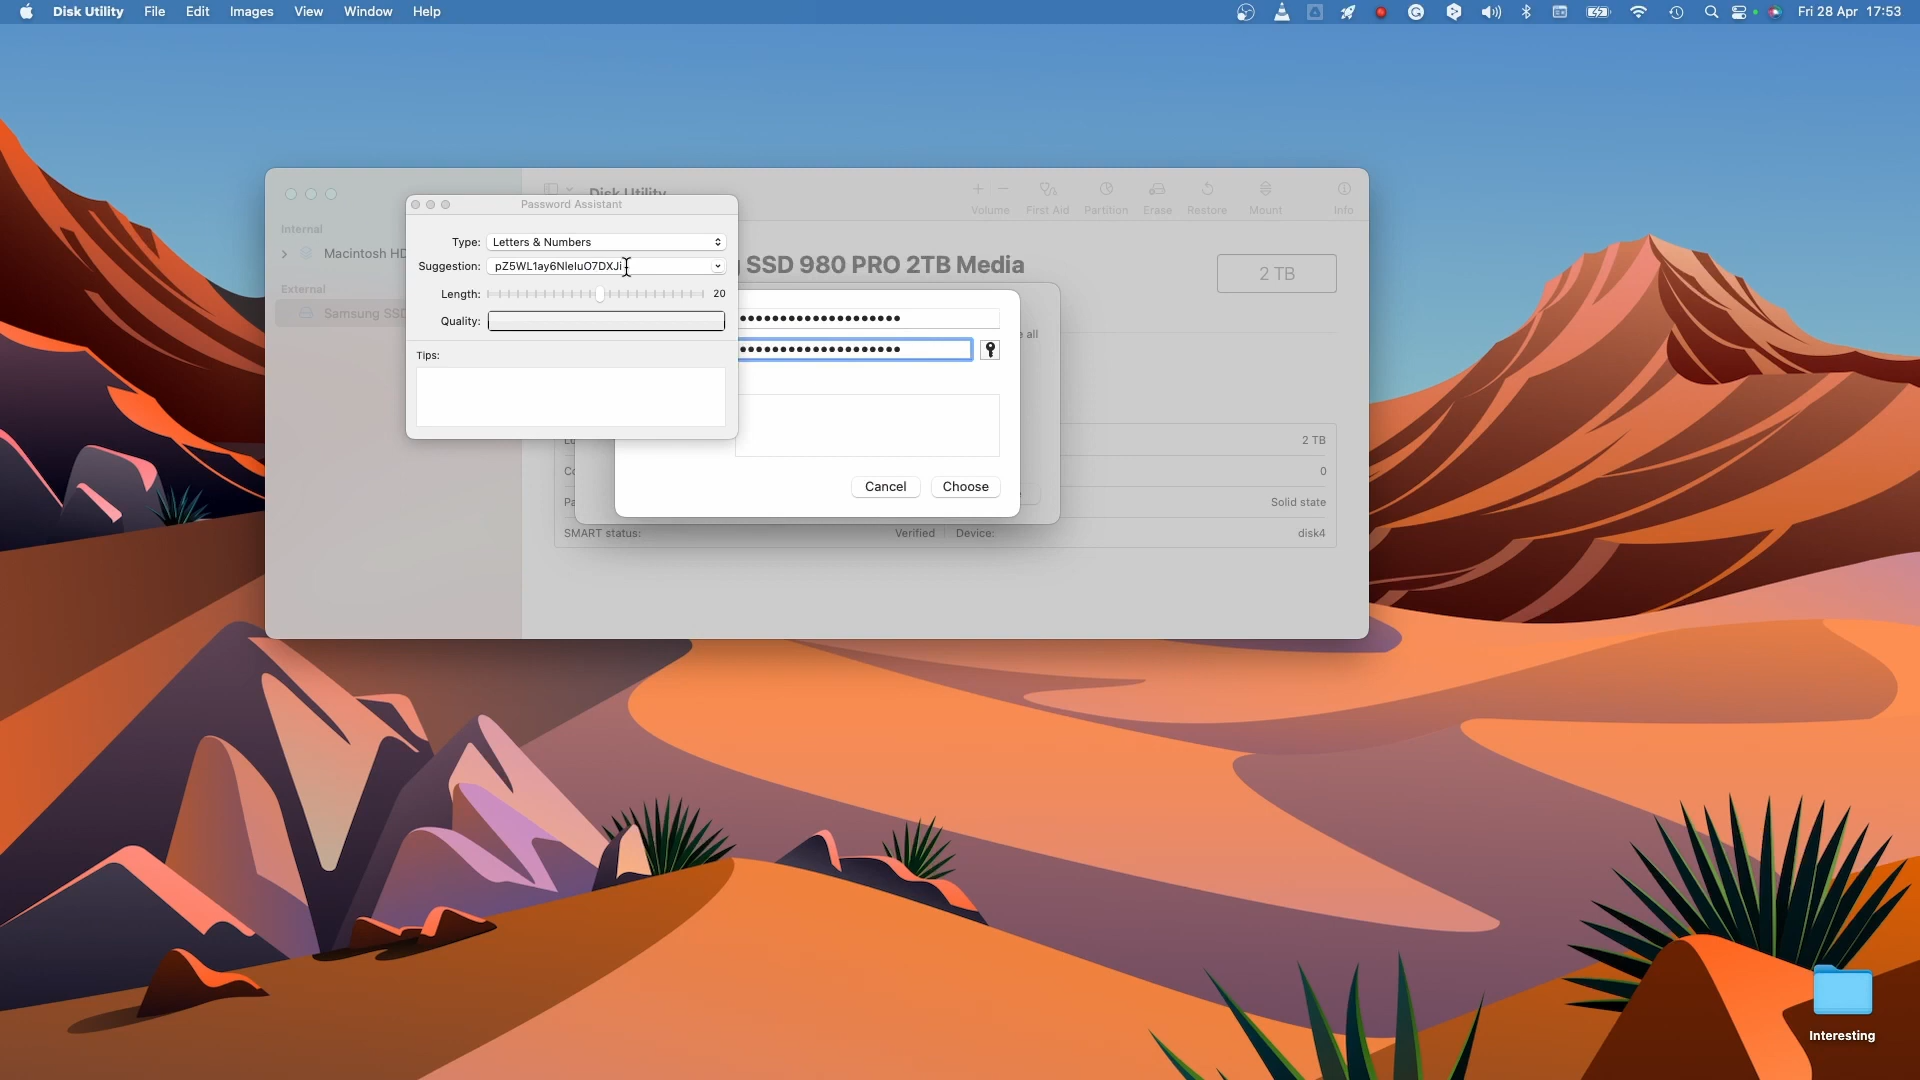 Disk Utility File Edit Images View Window Help
Fri 28 Apr 17:53
Disk Utility
Volume First Aid Partition Erase Restore Mount Info
Password Assistant
Internal
Macintosh HD
External
Samsung SSD
Type: Letters & Numbers
Suggestion:
Length: 20
Quality:
Tips:
SSD 980 PRO 2TB Media
2 TB
all
Cancel Choose
2 TB
0
Solid state
SMART status: Verified Device: disk4
Interesting